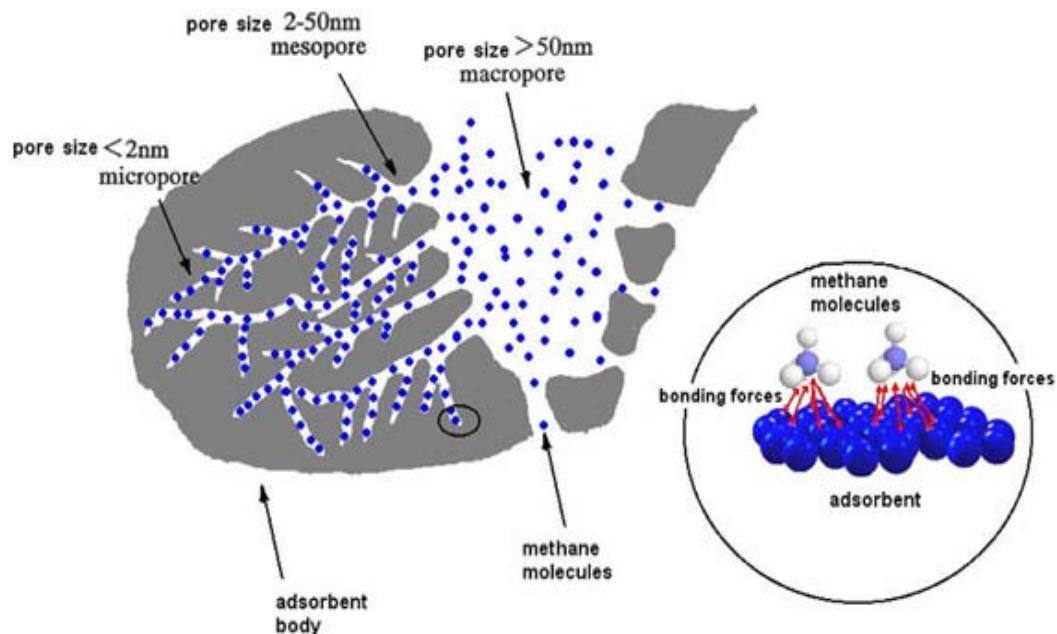 pore size 2-50nm
mesopore
pore size >50nm
macropore
pore size <2nm
micropore
methane
molecules
bonding forces
bonding forces
adsorbent
methane
molecules
adsorbent
body